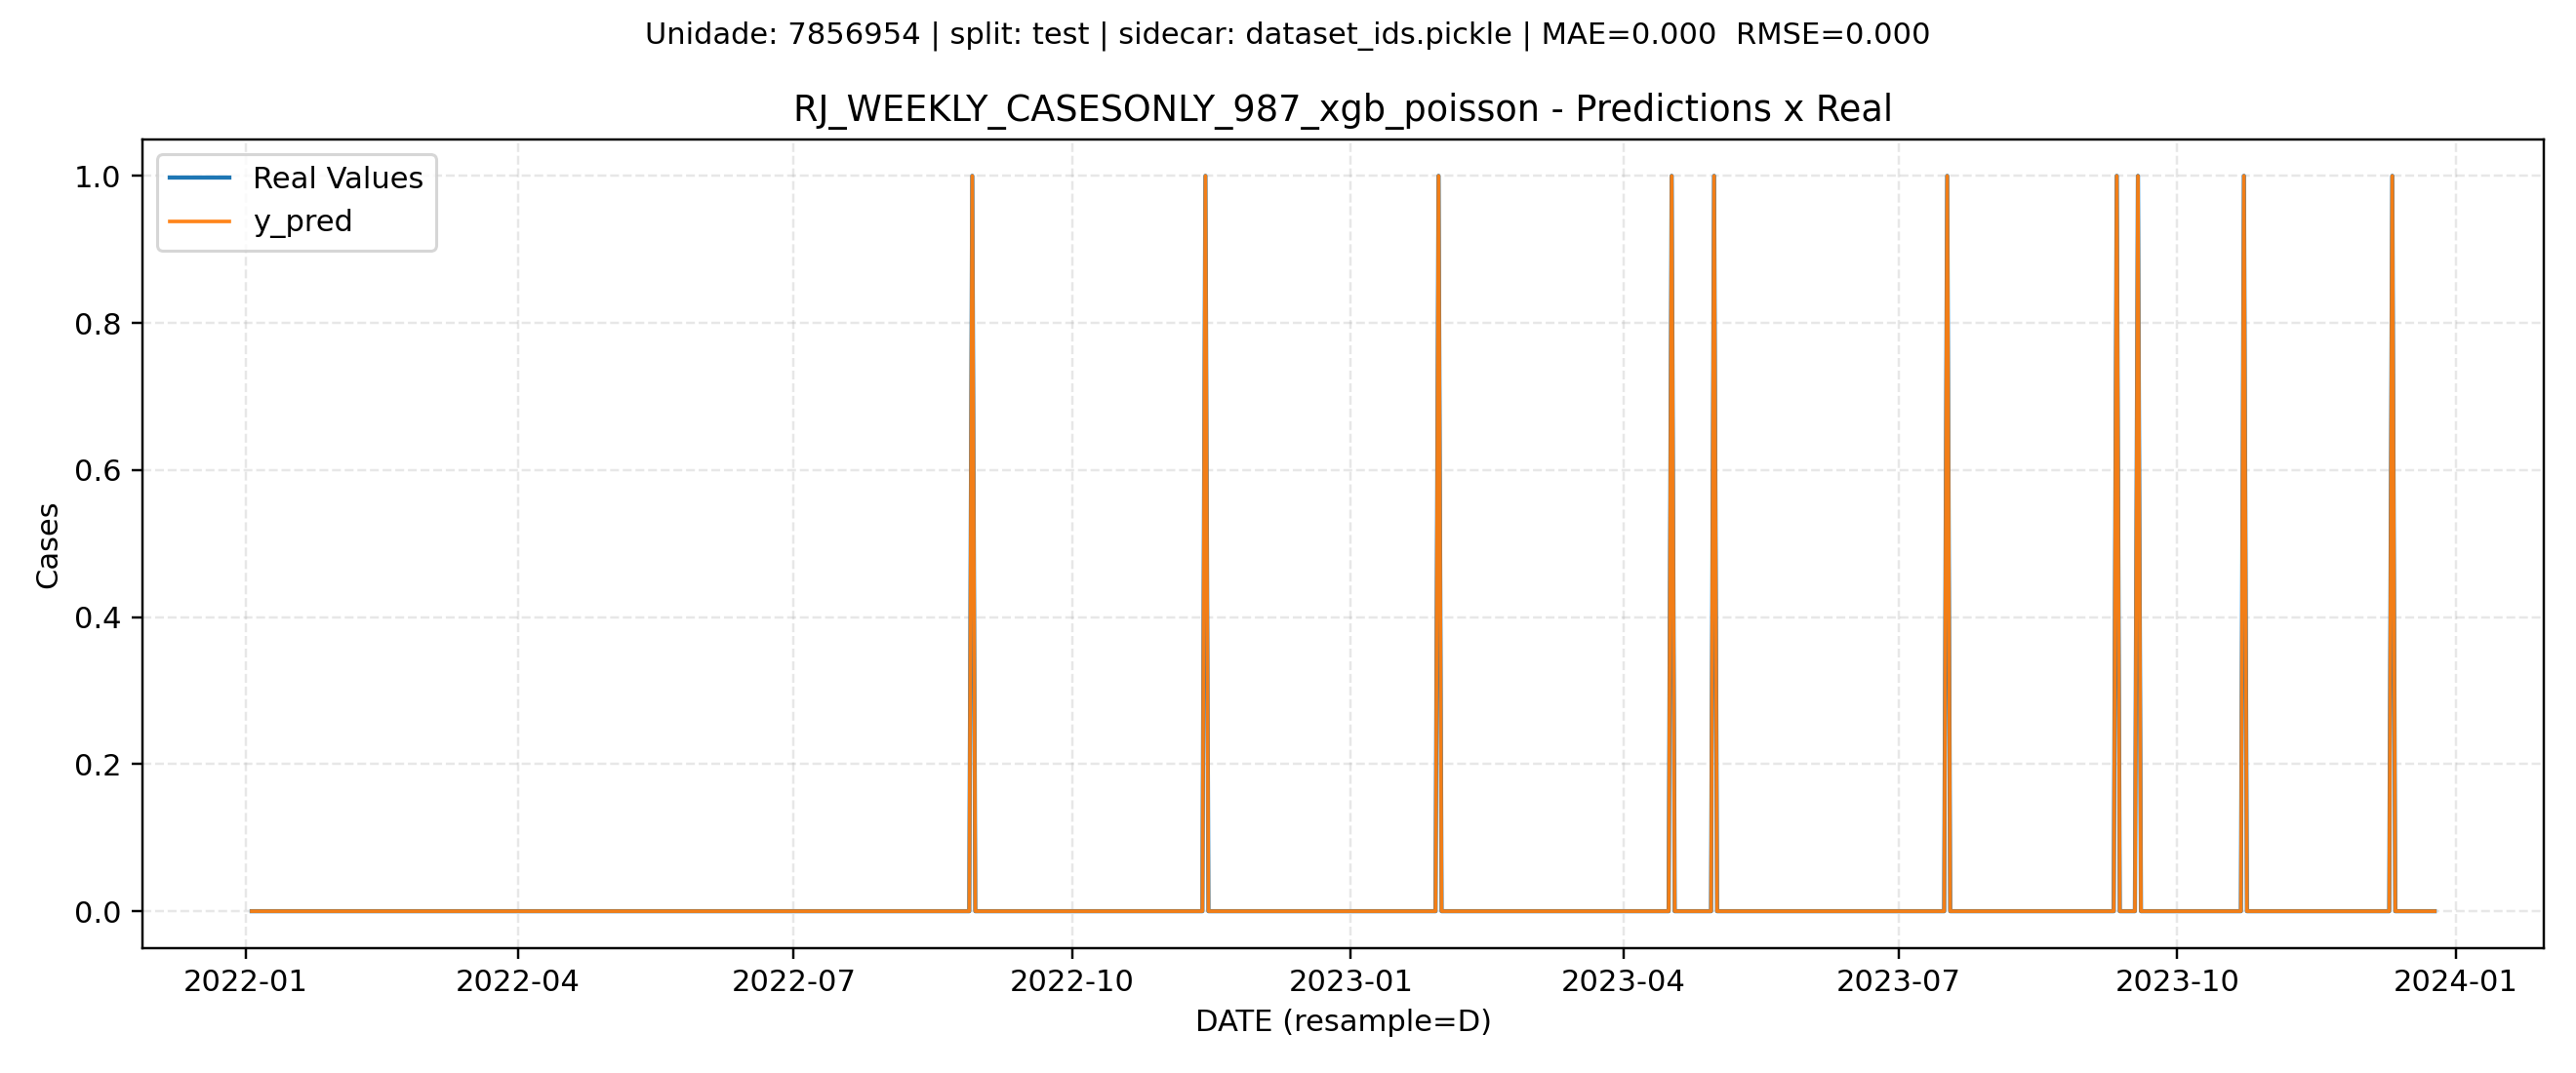 Unidade: 7856954 | split: test | sidecar: dataset_ids.pickle | MAE=0.000  RMSE=0.000
RJ_WEEKLY_CASESONLY_987_xgb_poisson - Predictions x Real
Real Values
y_pred
1.0
0.8
0.6
0.4
0.2
0.0
Cases
2022-01
2022-04
2022-07
2022-10
2023-01
2023-04
2023-07
2023-10
2024-01
DATE (resample=D)